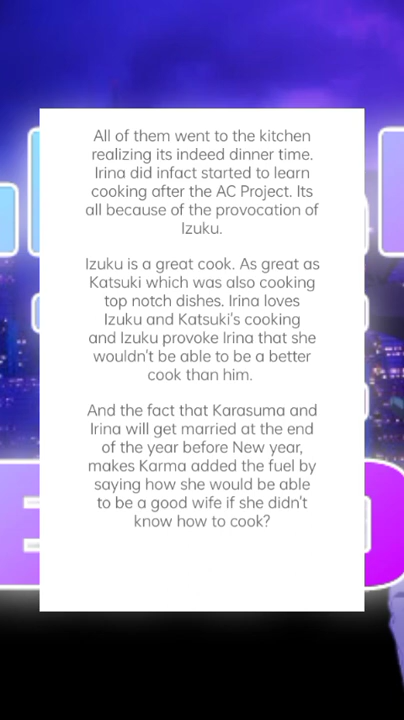 All of them went to the kitchen
realizing its indeed dinner time.
Irina did infact started to learn
cooking after the AC Project. Its
all because of the provocation of
Izuku.
Izuku is a great cook. As great as
Katsuki which was also cooking
top notch dishes. Irina loves
Izuku and Katsuki's cooking
and Izuku provoke Irina that she
wouldn't be able to be a better
cook than him.
And the fact that Karasuma and
Irina will get married at the end
of the year before New year,
makes Karma added the fuel by
saying how she would be able
to be a good wife if she didn't
know how to cook?